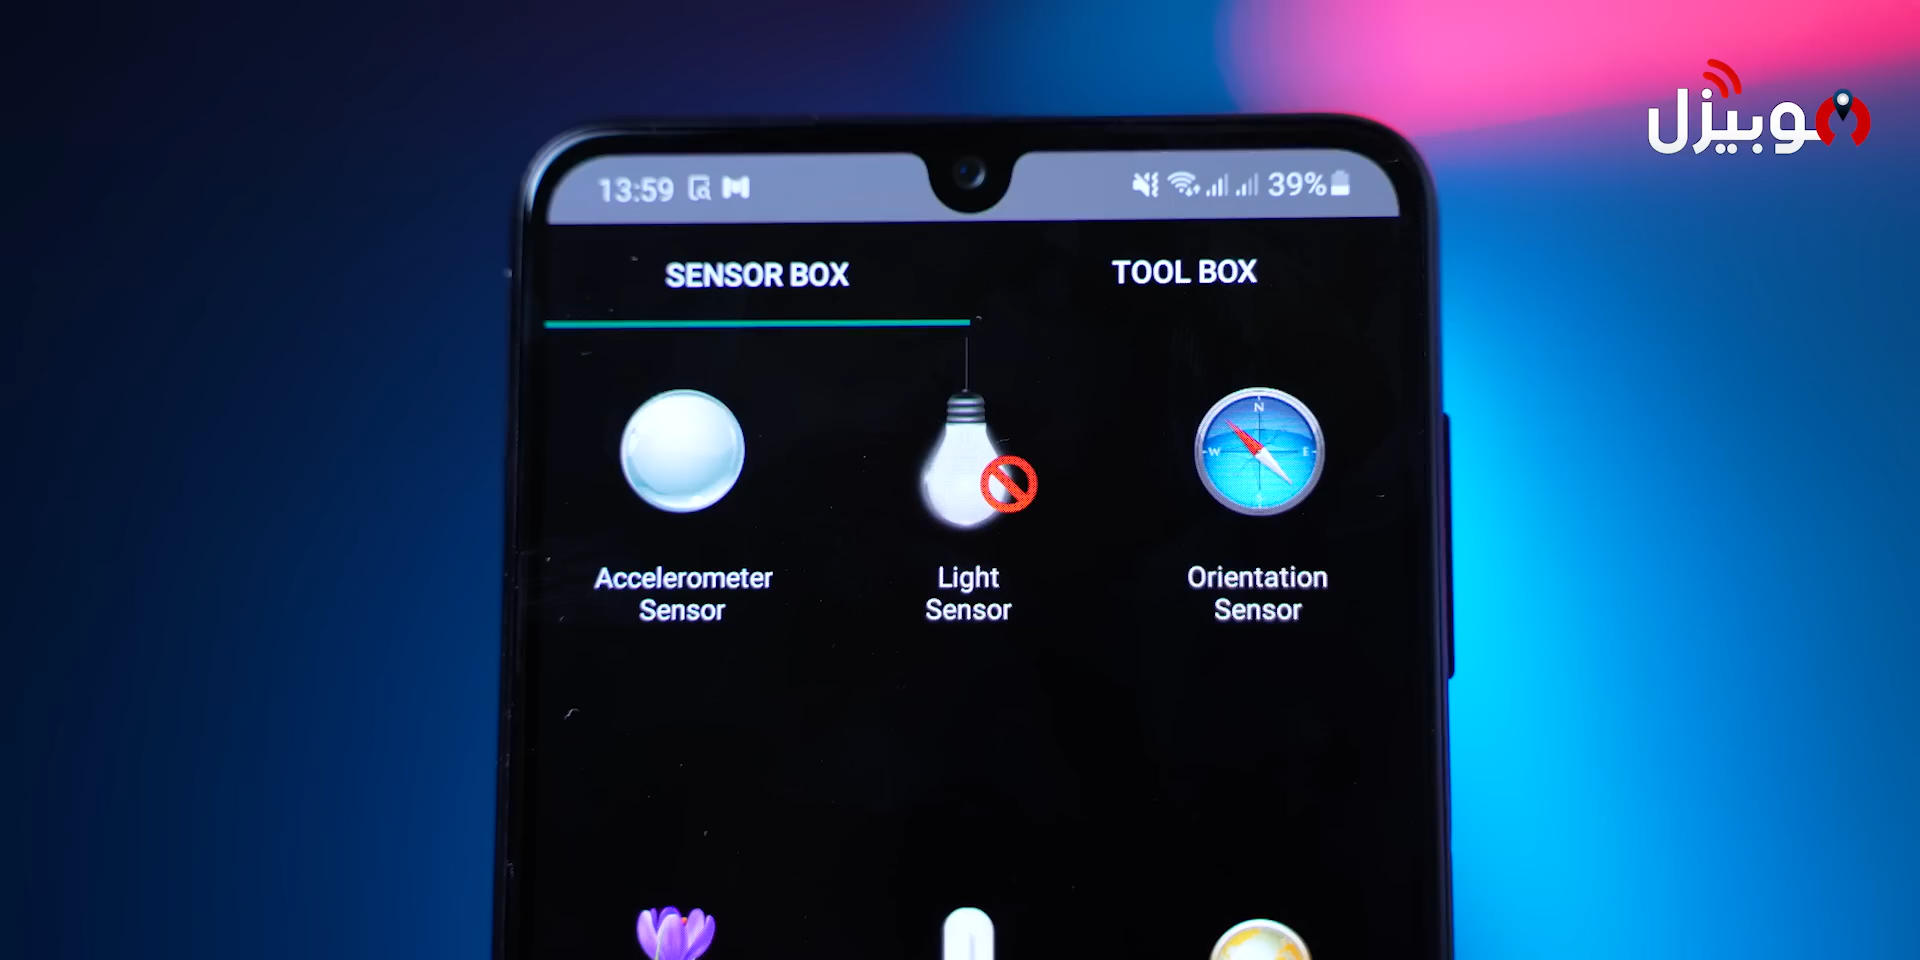 موبيزل
13:59
39%
SENSOR BOX
TOOL BOX
N
W
E
S
Accelerometer
Sensor
Light
Sensor
Orientation
Sensor